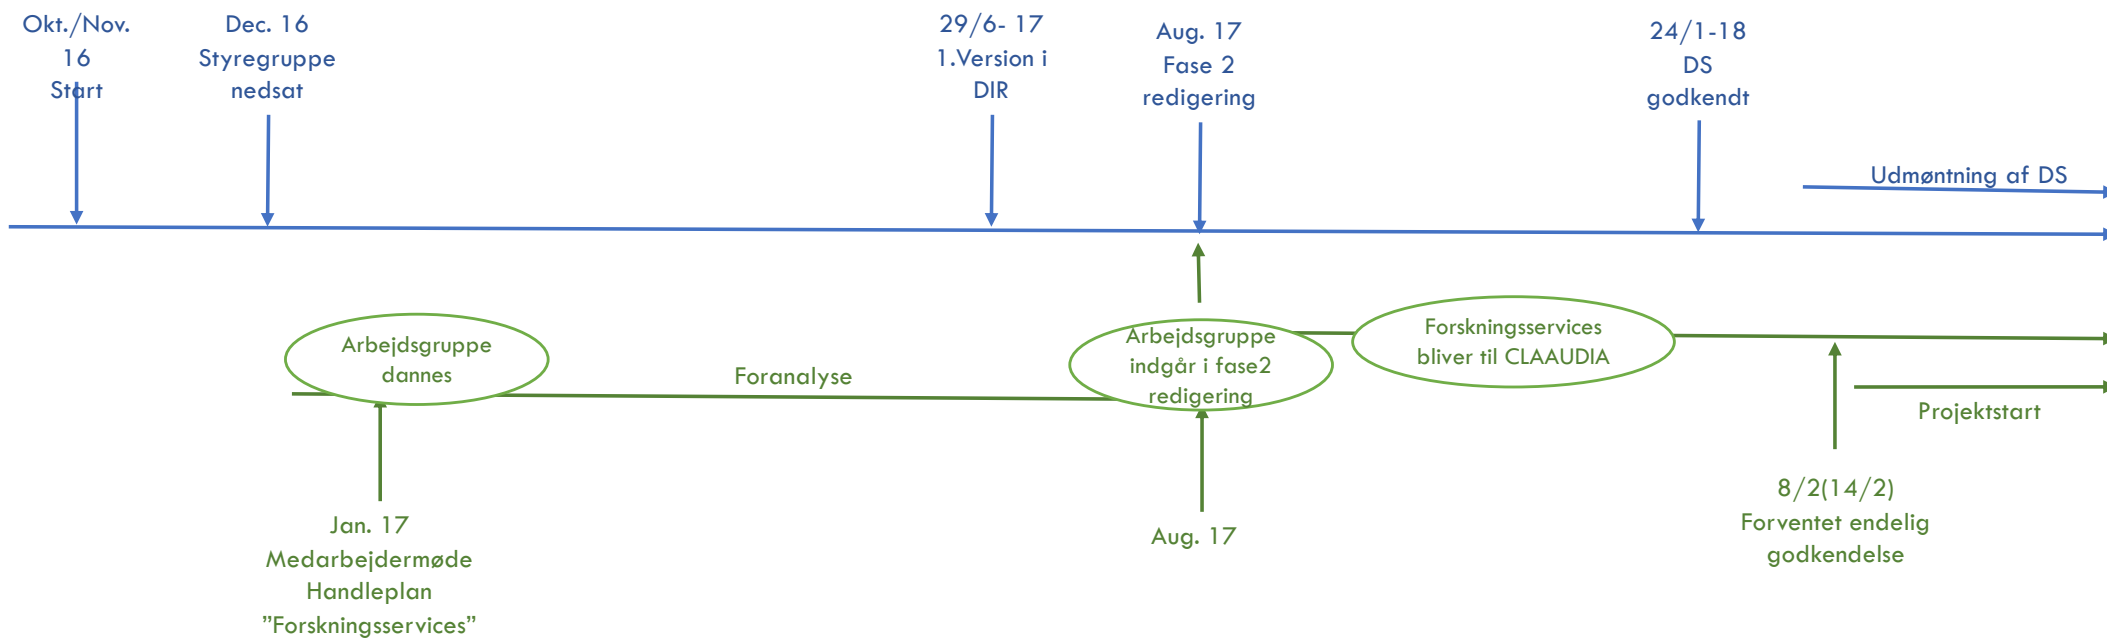 Okt./Nov.
16
Start
Dec. 16
Styregruppe
nedsat
29/6- 17
1.Version i
DIR
Aug. 17
Fase 2
redigering
24/1-18
DS
godkendt
Udmøntning af DS
Arbejdsgruppe
dannes
Foranalyse
Arbejdsgruppe
indgår i fase2
redigering
Forskningsservices
bliver til CLAAUDIA
Projektstart
Jan. 17
Medarbejdermøde
Handleplan
”Forskningsservices”
Aug. 17
8/2(14/2)
Forventet endelig
godkendelse